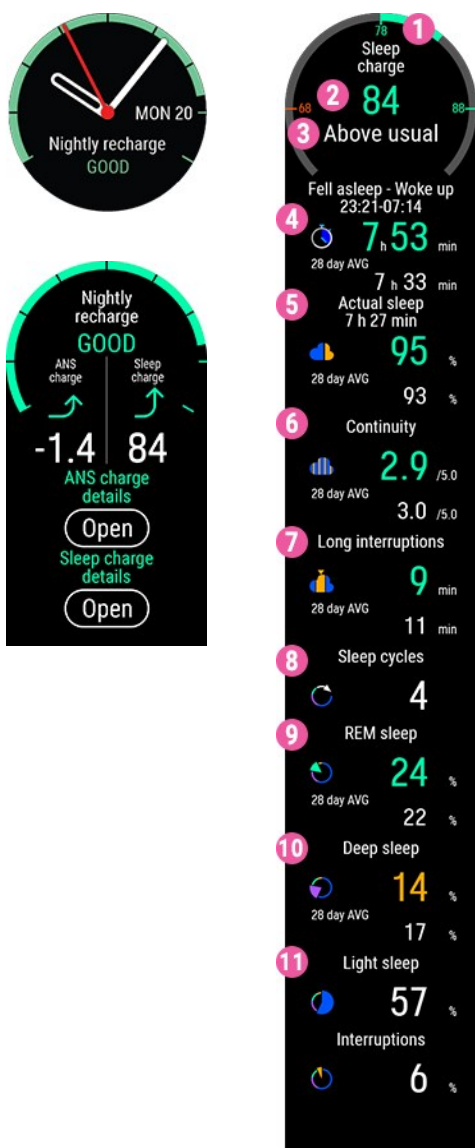 MON 20
Nightly recharge
GOOD
Nightly
recharge
GOOD
ANS
charge
Sleep
charge
-1.4
84
ANS charge
details
Open
Sleep charge
details
Open
1
78
Sleep
charge
2
84
68
88
3
Above usual
Fell asleep - Woke up
23:21-07:14
4
7 h 53 min
28 day AVG
7 h 33 min
5
Actual sleep
7 h 27 min
95 %
28 day AVG
93 %
6
Continuity
2.9 /5.0
28 day AVG
3.0 /5.0
7
Long interruptions
9 min
28 day AVG
11 min
8
Sleep cycles
4
9
REM sleep
24 %
28 day AVG
22 %
10
Deep sleep
14 %
28 day AVG
17 %
11
Light sleep
57 %
Interruptions
6 %